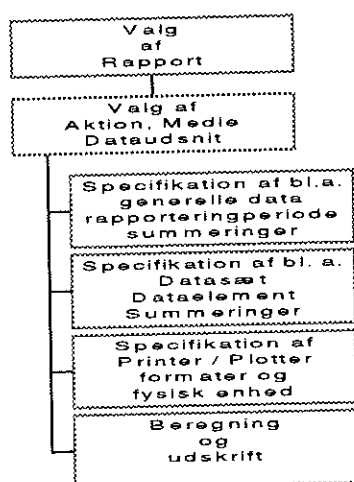 Valg
af
Rapport
Valg af
Aktion, Medie
Dataudsnit
Specifikation af bl.a.
generelle data
rapporteringperiode
summeringer
Specifikation af bl. a.
Datasæt
Dataelement
Summeringer
Specifikation af
Printer / Plotter
formater og
fysisk enhed
Beregning
og
udskrift